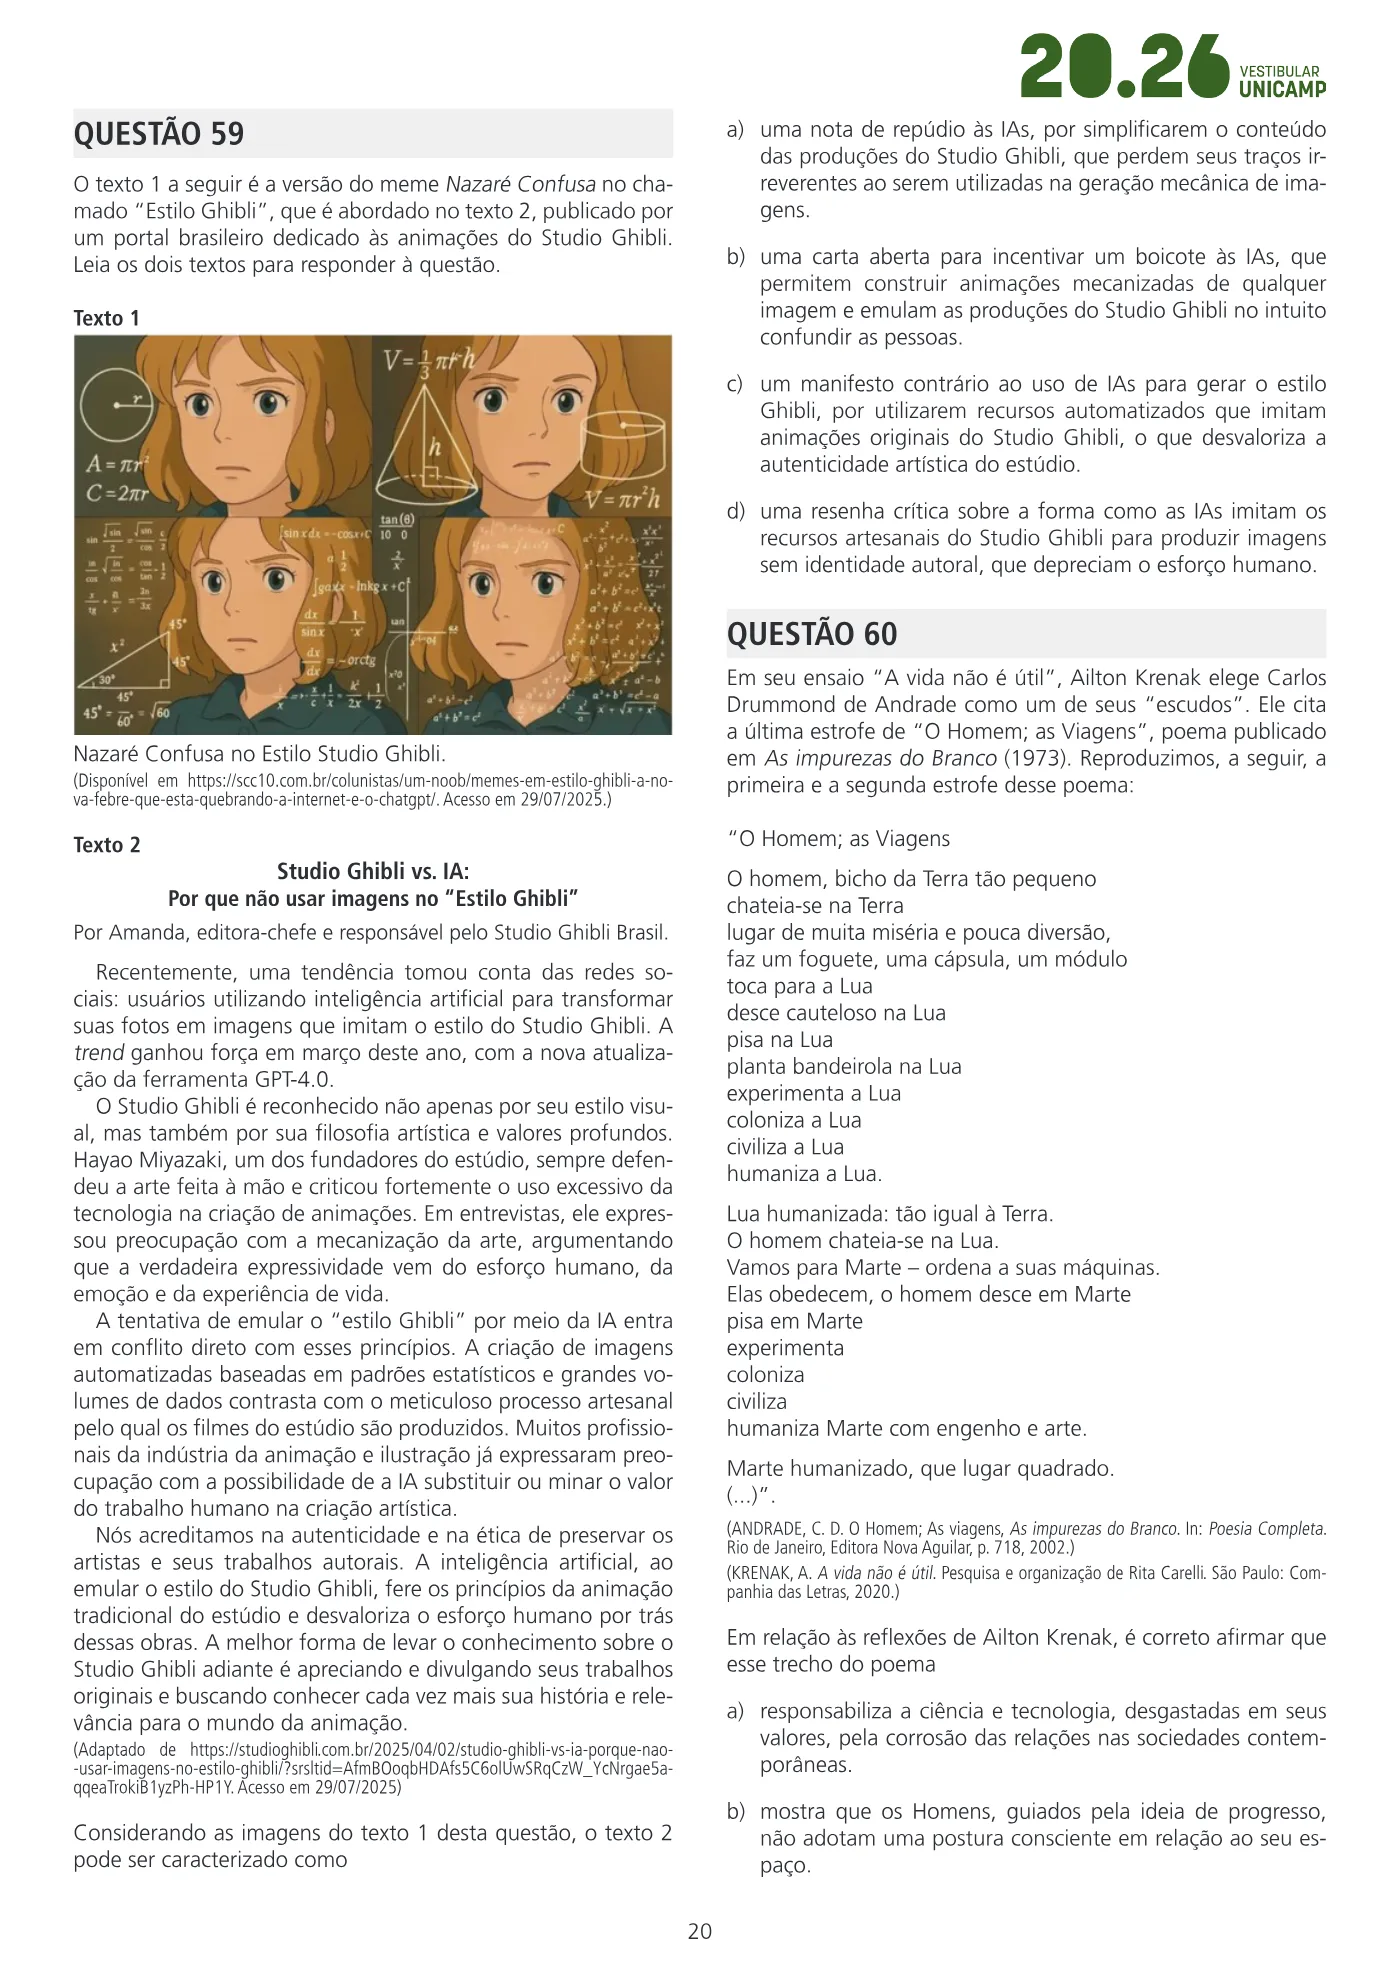 20.26 VESTIBULAR
UNICAMP
QUESTÃO 59
O texto 1 a seguir é a versão do meme Nazaré Confusa no cha-
mado “Estilo Ghibli”, que é abordado no texto 2, publicado por
um portal brasileiro dedicado às animações do Studio Ghibli.
Leia os dois textos para responder à questão.
Texto 1
r
A = πr²
C = 2πr
V = 1/3 πr²h
h
V = πr²h
∫sin x dx = -cosx+C
tan (θ)
10 0
x²
30°
45°
45°
45°
Nazaré Confusa no Estilo Studio Ghibli.
(Disponível em https://scc10.com.br/colunistas/um-noob/memes-em-estilo-ghibli-a-no-
va-febre-que-esta-quebrando-a-internet-e-o-chatgpt/. Acesso em 29/07/2025.)
Texto 2
Studio Ghibli vs. IA:
Por que não usar imagens no “Estilo Ghibli”
Por Amanda, editora-chefe e responsável pelo Studio Ghibli Brasil.
Recentemente, uma tendência tomou conta das redes so-
ciais: usuários utilizando inteligência artificial para transformar
suas fotos em imagens que imitam o estilo do Studio Ghibli. A
trend ganhou força em março deste ano, com a nova atualiza-
ção da ferramenta GPT-4.0.
O Studio Ghibli é reconhecido não apenas por seu estilo visu-
al, mas também por sua filosofia artística e valores profundos.
Hayao Miyazaki, um dos fundadores do estúdio, sempre defen-
deu a arte feita à mão e criticou fortemente o uso excessivo da
tecnologia na criação de animações. Em entrevistas, ele expres-
sou preocupação com a mecanização da arte, argumentando
que a verdadeira expressividade vem do esforço humano, da
emoção e da experiência de vida.
A tentativa de emular o “estilo Ghibli” por meio da IA entra
em conflito direto com esses princípios. A criação de imagens
automatizadas baseadas em padrões estatísticos e grandes vo-
lumes de dados contrasta com o meticuloso processo artesanal
pelo qual os filmes do estúdio são produzidos. Muitos profissio-
nais da indústria da animação e ilustração já expressaram preo-
cupação com a possibilidade de a IA substituir ou minar o valor
do trabalho humano na criação artística.
Nós acreditamos na autenticidade e na ética de preservar os
artistas e seus trabalhos autorais. A inteligência artificial, ao
emular o estilo do Studio Ghibli, fere os princípios da animação
tradicional do estúdio e desvaloriza o esforço humano por trás
dessas obras. A melhor forma de levar o conhecimento sobre o
Studio Ghibli adiante é apreciando e divulgando seus trabalhos
originais e buscando conhecer cada vez mais sua história e rele-
vância para o mundo da animação.
(Adaptado de https://studioghibli.com.br/2025/04/02/studio-ghibli-vs-ia-porque-nao-
-usar-imagens-no-estilo-ghibli/?srsltid=AfmBOoqbHDAfs5C6olUwSRqCzW_YcNrgae5a-
qqeaTrokiB1yzPh-HP1Y. Acesso em 29/07/2025)
Considerando as imagens do texto 1 desta questão, o texto 2
pode ser caracterizado como
a) uma nota de repúdio às IAs, por simplificarem o conteúdo
das produções do Studio Ghibli, que perdem seus traços ir-
reverentes ao serem utilizadas na geração mecânica de ima-
gens.
b) uma carta aberta para incentivar um boicote às IAs, que
permitem construir animações mecanizadas de qualquer
imagem e emulam as produções do Studio Ghibli no intuito
confundir as pessoas.
c) um manifesto contrário ao uso de IAs para gerar o estilo
Ghibli, por utilizarem recursos automatizados que imitam
animações originais do Studio Ghibli, o que desvaloriza a
autenticidade artística do estúdio.
d) uma resenha crítica sobre a forma como as IAs imitam os
recursos artesanais do Studio Ghibli para produzir imagens
sem identidade autoral, que depreciam o esforço humano.
QUESTÃO 60
Em seu ensaio “A vida não é útil”, Ailton Krenak elege Carlos
Drummond de Andrade como um de seus “escudos”. Ele cita
a última estrofe de “O Homem; as Viagens”, poema publicado
em As impurezas do Branco (1973). Reproduzimos, a seguir, a
primeira e a segunda estrofe desse poema:
“O Homem; as Viagens
O homem, bicho da Terra tão pequeno
chateia-se na Terra
lugar de muita miséria e pouca diversão,
faz um foguete, uma cápsula, um módulo
toca para a Lua
desce cauteloso na Lua
pisa na Lua
planta bandeirola na Lua
experimenta a Lua
coloniza a Lua
civiliza a Lua
humaniza a Lua.
Lua humanizada: tão igual à Terra.
O homem chateia-se na Lua.
Vamos para Marte – ordena a suas máquinas.
Elas obedecem, o homem desce em Marte
pisa em Marte
experimenta
coloniza
civiliza
humaniza Marte com engenho e arte.
Marte humanizado, que lugar quadrado.
(...)”.
(ANDRADE, C. D. O Homem; As viagens, As impurezas do Branco. In: Poesia Completa.
Rio de Janeiro, Editora Nova Aguilar, p. 718, 2002.)
(KRENAK, A. A vida não é útil. Pesquisa e organização de Rita Carelli. São Paulo: Com-
panhia das Letras, 2020.)
Em relação às reflexões de Ailton Krenak, é correto afirmar que
esse trecho do poema
a) responsabiliza a ciência e tecnologia, desgastadas em seus
valores, pela corrosão das relações nas sociedades contem-
porâneas.
b) mostra que os Homens, guiados pela ideia de progresso,
não adotam uma postura consciente em relação ao seu es-
paço.
20